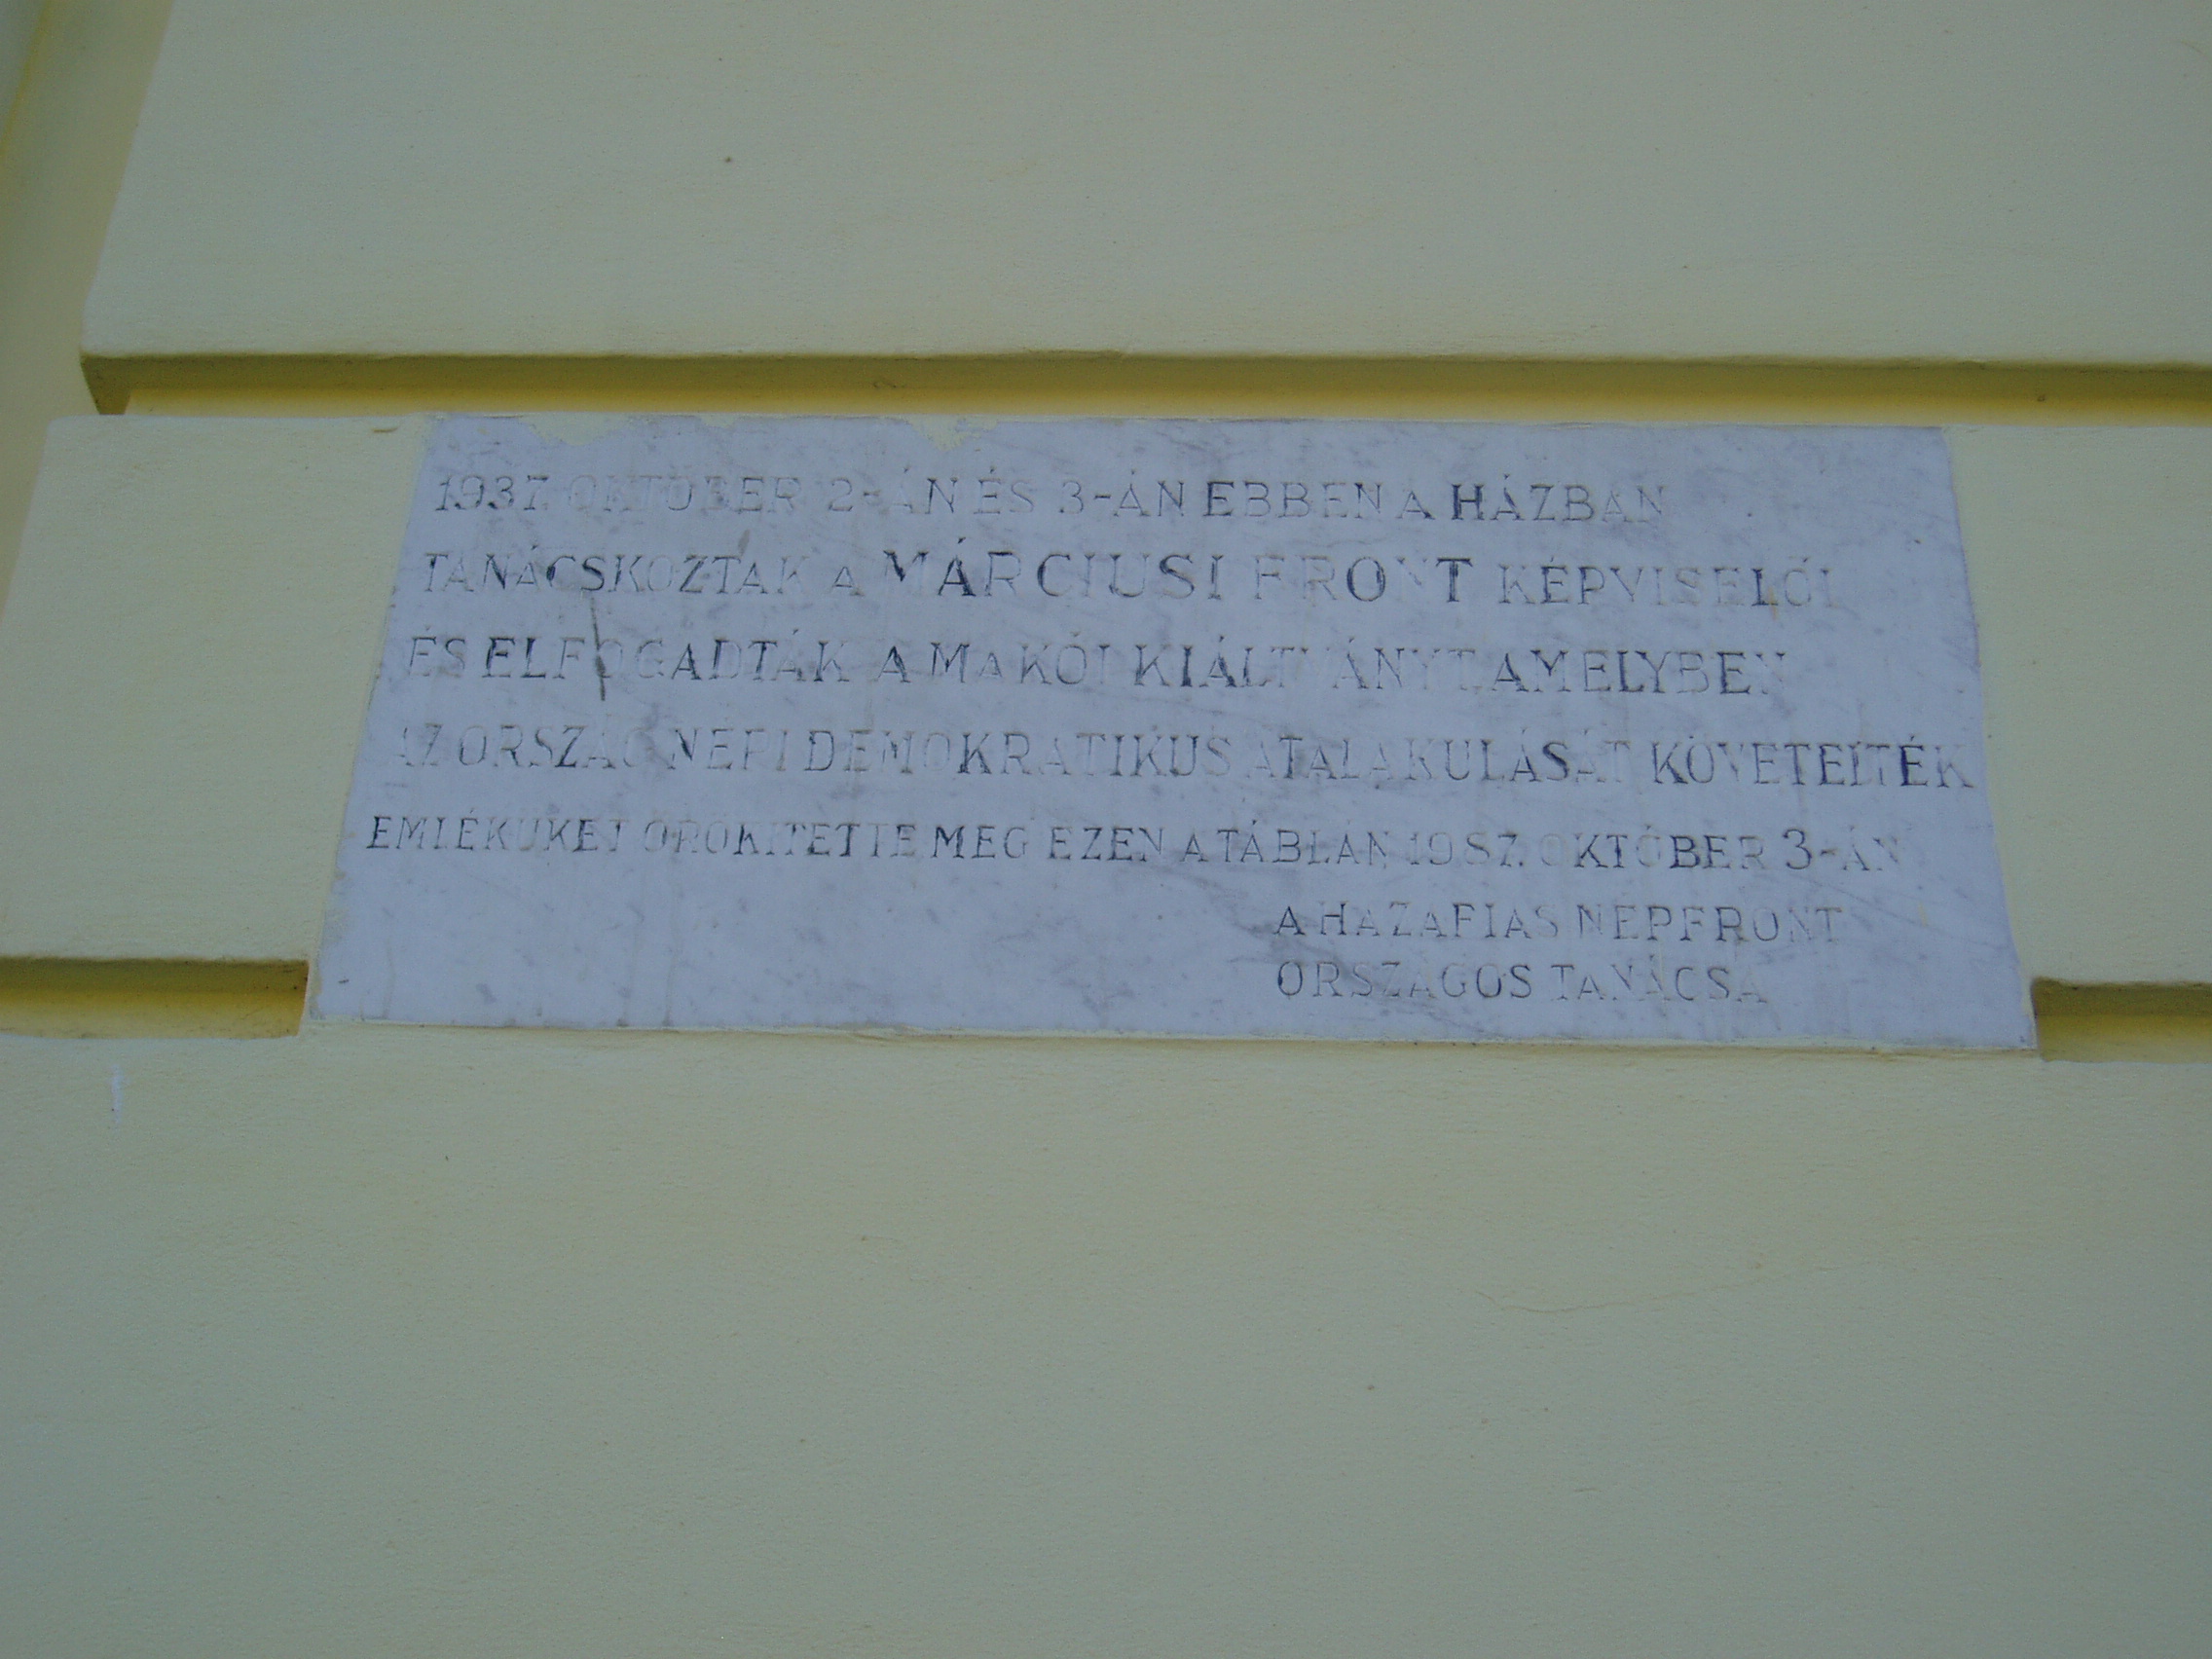 1937. OKTÓBER 2-ÁN ÉS 3-ÁN EBBEN A HÁZBAN
TANÁCSKOZTAK A MÁRCIUSI FRONT KÉPVISELŐI
ÉS ELFOGADTÁK A MAKÓI KIÁLTVÁNYT, AMELYBEN
AZ ORSZÁG NÉPI DEMOKRATIKUS ÁTALAKULÁSÁT KÖVETELTÉK
EMLÉKÜKET ÖRÖKÍTETTE MEG EZEN A TÁBLÁN 1987. OKTÓBER 3-ÁN
A HAZAFIAS NÉPFRONT
ORSZÁGOS TANÁCSA